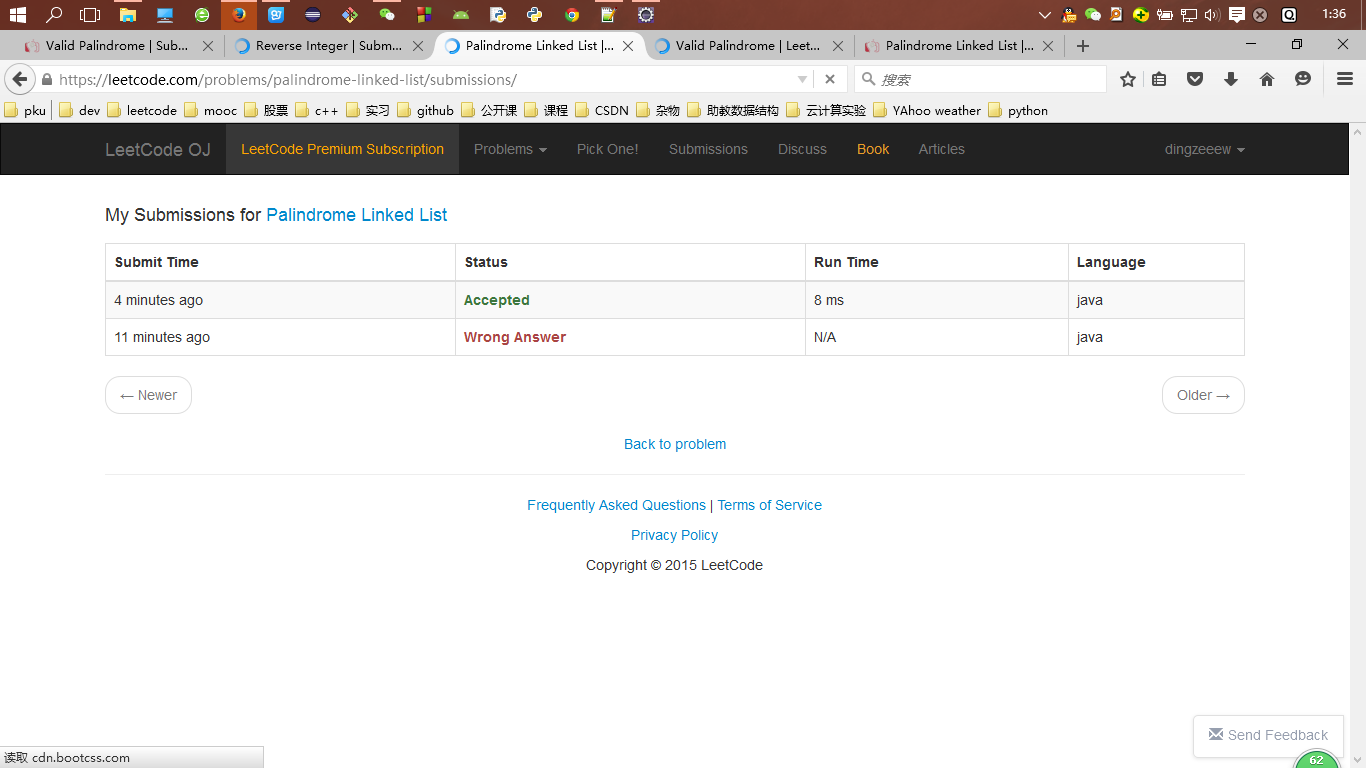 1:36
Valid Palindrome | Sub...
Reverse Integer | Submi...
Palindrome Linked List |...
Valid Palindrome | Leet...
Palindrome Linked List |...
https://leetcode.com/problems/palindrome-linked-list/submissions/
搜索
pku dev leetcode mooc 股票 c++ 实习 github 公开课 课程 CSDN 杂物 助教数据结构 云计算实验 YAhoo weather python
LeetCode OJ LeetCode Premium Subscription Problems Pick One! Submissions Discuss Book Articles dingzeeew
My Submissions for Palindrome Linked List
Submit Time Status Run Time Language
4 minutes ago Accepted 8 ms java
11 minutes ago Wrong Answer N/A java
← Newer Older →
Back to problem
Frequently Asked Questions | Terms of Service
Privacy Policy
Copyright © 2015 LeetCode
Send Feedback
读取 cdn.bootcss.com
62